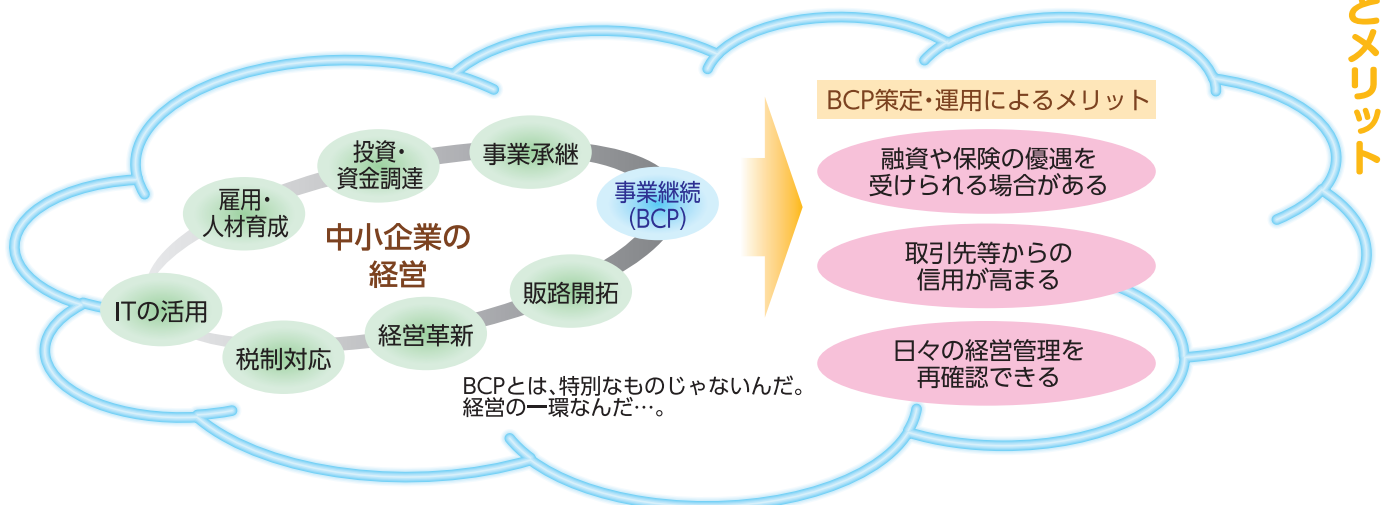 とメリット
中小企業の
経営
事業承継
投資・
資金調達
雇用・
人材育成
ITの活用
税制対応
経営革新
販路開拓
事業継続
(BCP)
BCPとは、特別なものじゃないんだ。
経営の一環なんだ…。
BCP策定・運用によるメリット
融資や保険の優遇を
受けられる場合がある
取引先等からの
信用が高まる
日々の経営管理を
再確認できる